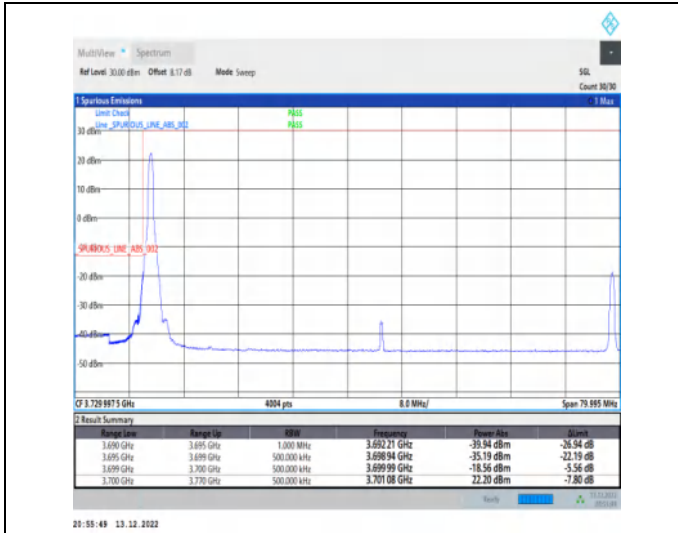 MultiView Spectrum
Ref Level 30.00 dBm Offset 8.17 dB Mode Sweep SGL
Count 30/30
1 Spurious Emissions 1 Max
Limit Check PASS
Line _SPURIOUS_LINE_ABS_002 PASS
30 dBm
20 dBm
10 dBm
0 dBm
_SPURIOUS_LINE_ABS_002
-20 dBm
-30 dBm
-40 dBm
-50 dBm
CF 3.729 997 5 GHz 4004 pts 8.0 MHz/ Span 79.995 MHz
2 Result Summary
Range Low Range Up RBW Frequency Power Abs ΔLimit
3.690 GHz 3.695 GHz 1.000 MHz 3.692 21 GHz -39.94 dBm -26.94 dB
3.695 GHz 3.699 GHz 500.000 kHz 3.698 94 GHz -35.19 dBm -22.19 dB
3.699 GHz 3.700 GHz 500.000 kHz 3.699 99 GHz -18.56 dBm -5.56 dB
3.700 GHz 3.770 GHz 500.000 kHz 3.701 08 GHz 22.20 dBm -7.80 dB
Ready 13.12.2022
20:55:49 13.12.2022